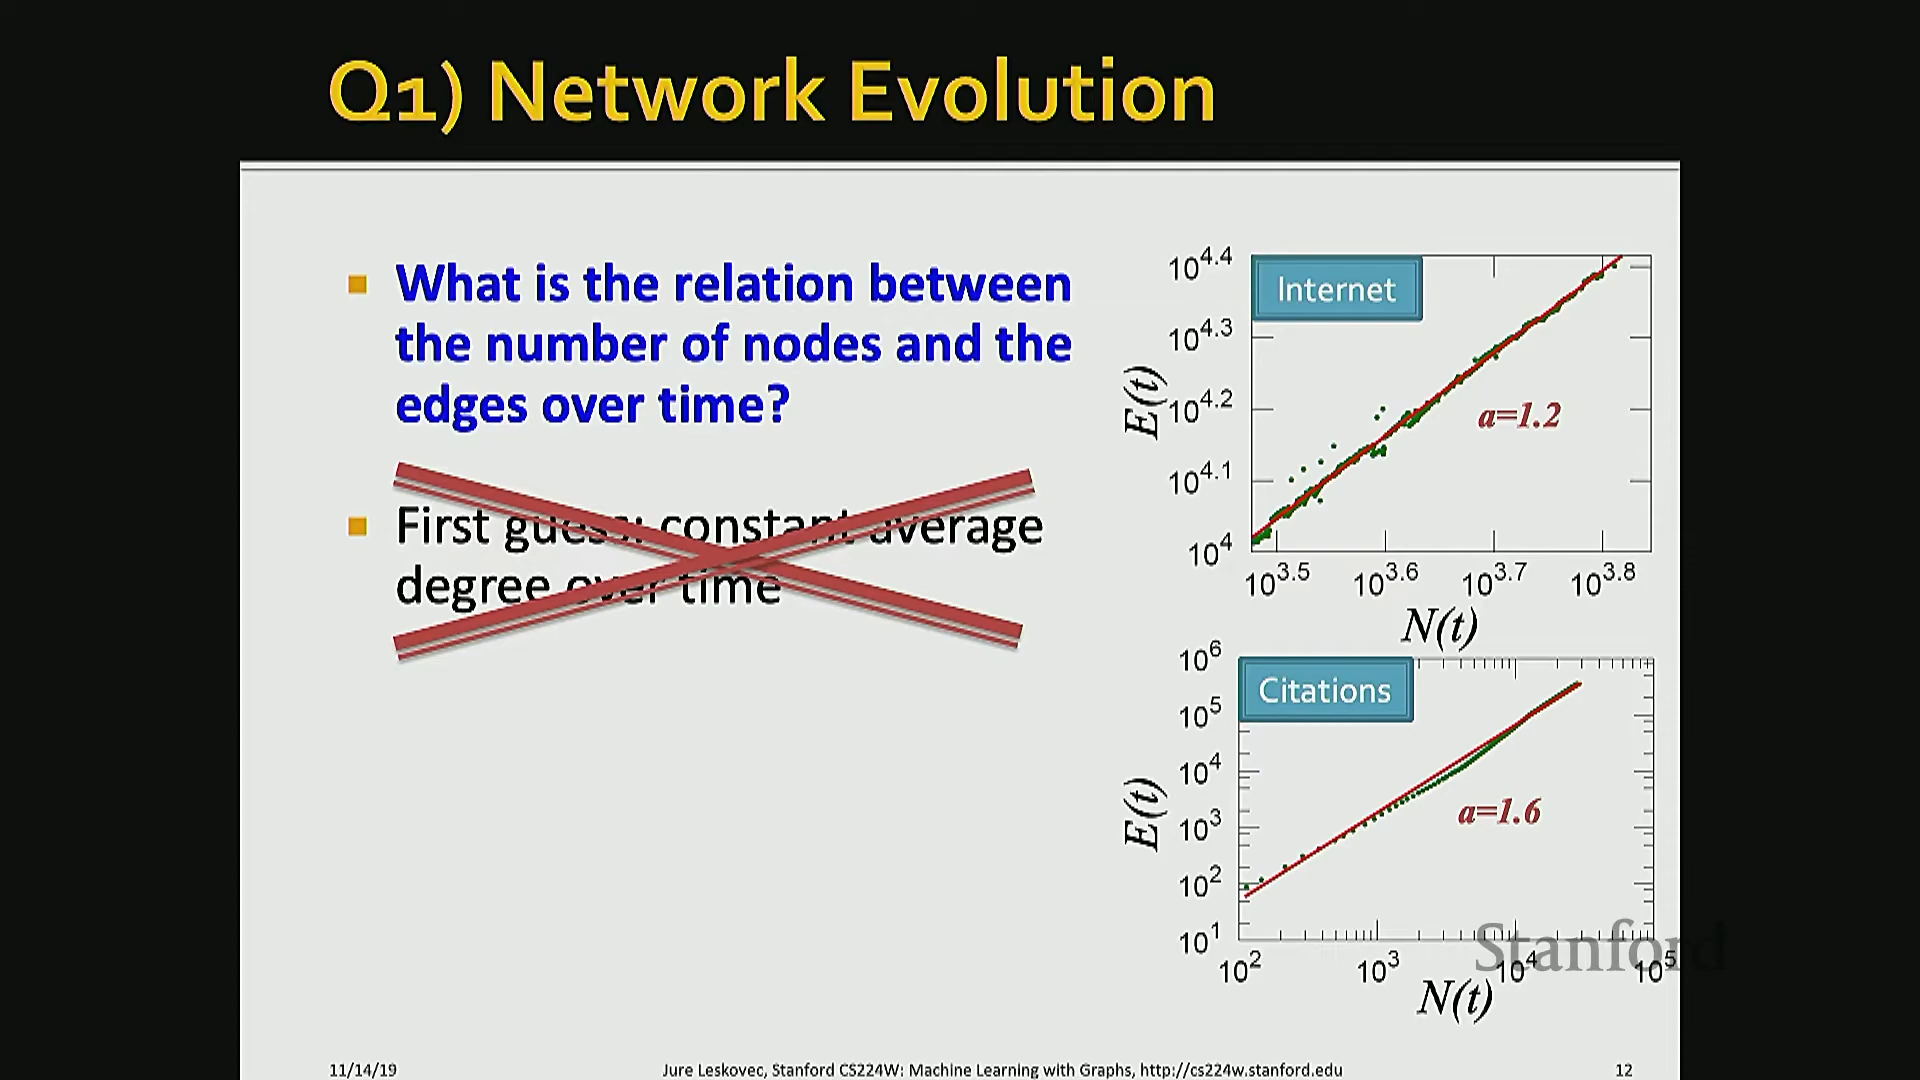 Q1) Network Evolution
What is the relation between
the number of nodes and the
edges over time?
First guess: constant average
degree over time
Internet
10^4.4
10^4.3
10^4.2
10^4.1
10^4
E(t)
a=1.2
10^3.5 10^3.6 10^3.7 10^3.8
N(t)
Citations
10^6
10^5
10^4
10^3
10^2
10^1
E(t)
a=1.6
10^2 10^3 10^4 10^5
N(t)
Stanford
11/14/19 Jure Leskovec, Stanford CS224W: Machine Learning with Graphs, http://cs224w.stanford.edu 12